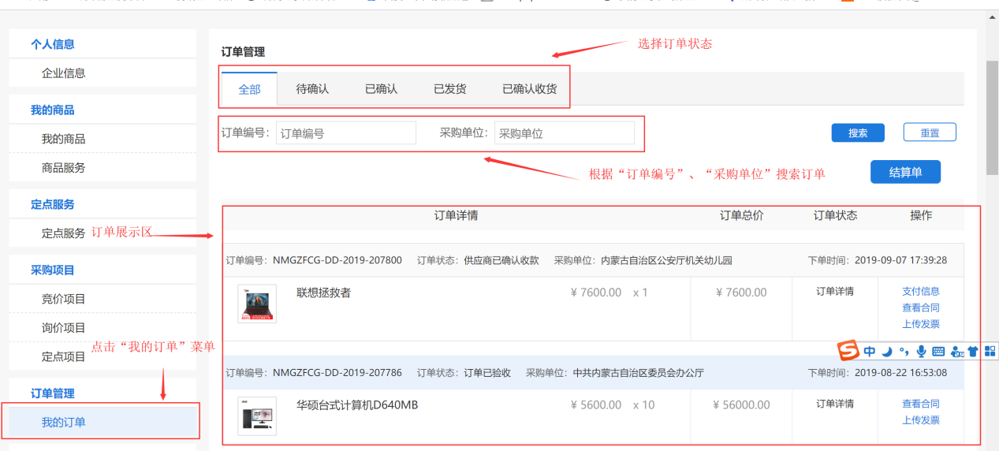 个人信息
企业信息
我的商品
我的商品
商品服务
定点服务
定点服务
采购项目
竞价项目
询价项目
定点项目
订单管理
我的订单
点击“我的订单”菜单
订单展示区
订单管理
选择订单状态
全部 待确认 已确认 已发货 已确认收货
订单编号： 订单编号 采购单位： 采购单位 搜索 重置
根据“订单编号”、“采购单位”搜索订单
结算单
订单详情 订单总价 订单状态 操作
订单编号：NMGZFCG-DD-2019-207800 订单状态：供应商已确认收款 采购单位：内蒙古自治区公安厅机关幼儿园 下单时间：2019-09-07 17:39:28
联想拯救者 ¥ 7600.00 x 1 ¥ 7600.00 订单详情 支付信息
查看合同
上传发票
中
订单编号：NMGZFCG-DD-2019-207786 订单状态：订单已验收 采购单位：中共内蒙古自治区委员会办公厅 下单时间：2019-08-22 16:53:08
华硕台式计算机D640MB ¥ 5600.00 x 10 ¥ 56000.00 订单详情 查看合同
上传发票